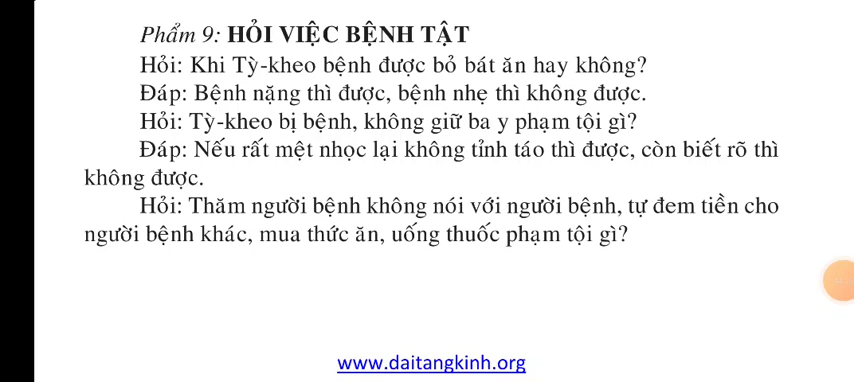 Phẩm 9: HỎI VIỆC BỆNH TẬT
Hỏi: Khi Tỳ-kheo bệnh được bỏ bát ăn hay không?
Đáp: Bệnh nặng thì được, bệnh nhẹ thì không được.
Hỏi: Tỳ-kheo bị bệnh, không giữ ba y phạm tội gì?
Đáp: Nếu rất mệt nhọc lại không tỉnh táo thì được, còn biết rõ thì
không được.
Hỏi: Thăm người bệnh không nói với người bệnh, tự đem tiền cho
người bệnh khác, mua thức ăn, uống thuốc phạm tội gì?
www.daitangkinh.org